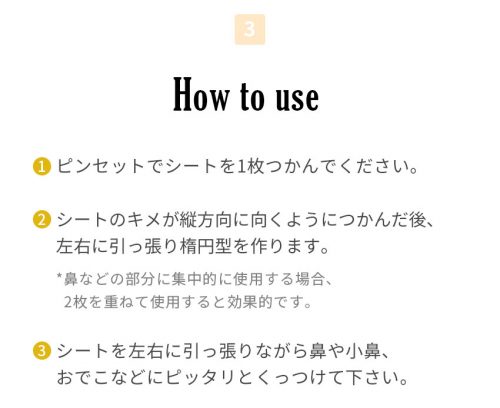 3
How to use
1 ピンセットでシートを1枚つかんでください。
2 シートのキメが縦方向に向くようにつかんだ後、
左右に引っ張り楕円型を作ります。
*鼻などの部分に集中的に使用する場合、
2枚を重ねて使用すると効果的です。
3 シートを左右に引っ張りながら鼻や小鼻、
おでこなどにピッタリとくっつけて下さい。